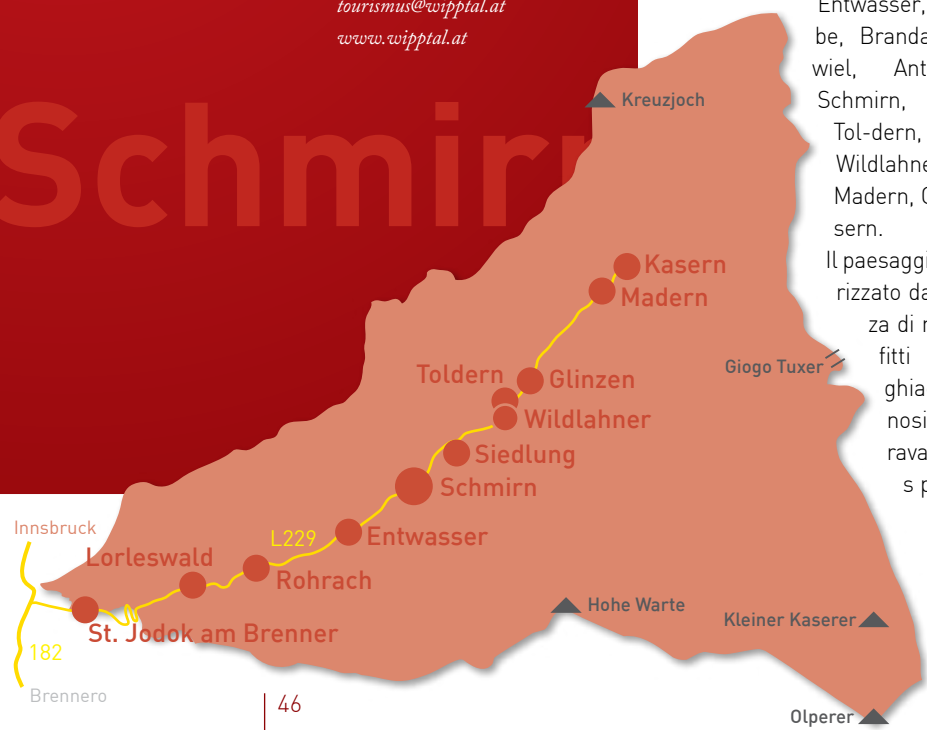 tourismus@wipptal.at
www.wipptal.at
Schmirn
Entwasser,
be, Branda
wiel, Ant
Schmirn,
Tol-dern,
Wildlahne
Madern, G
sern.
Il paesaggi
rizzato da
za di
fitti
ghia
nosi
rava
s p
Kreuzjoch
Kasern
Madern
Giogo Tuxer
Toldern
Glinzen
Wildlahner
Siedlung
Schmirn
Innsbruck
L229
Entwasser
Lorleswald
Rohrach
Hohe Warte
Kleiner Kaserer
St. Jodok am Brenner
182
Brennero
46
Olperer